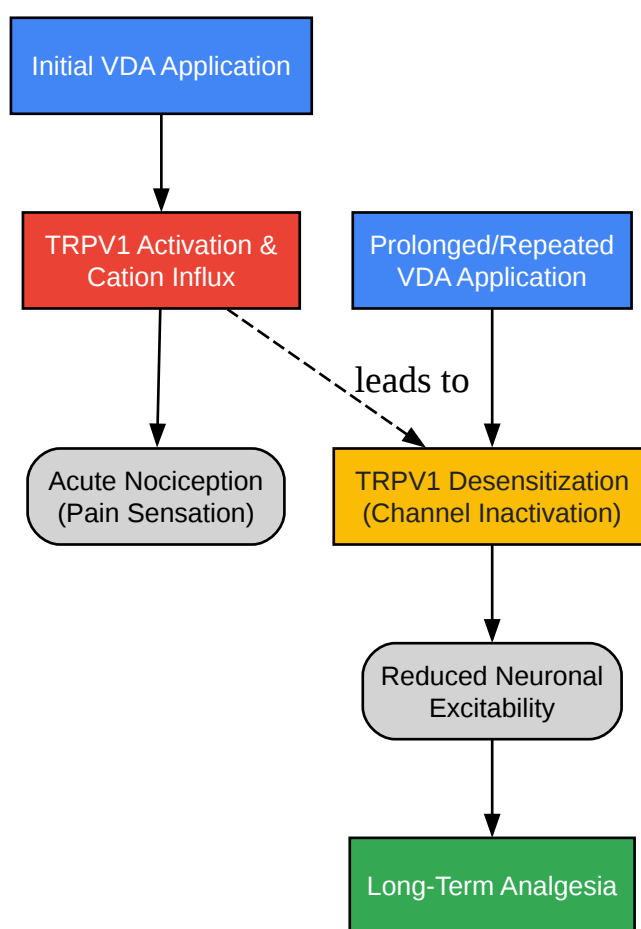 Initial VDA Application
TRPV1 Activation &
Cation Influx
Prolonged/Repeated
VDA Application
leads to
Acute Nociception
(Pain Sensation)
TRPV1 Desensitization
(Channel Inactivation)
Reduced Neuronal
Excitability
Long-Term Analgesia